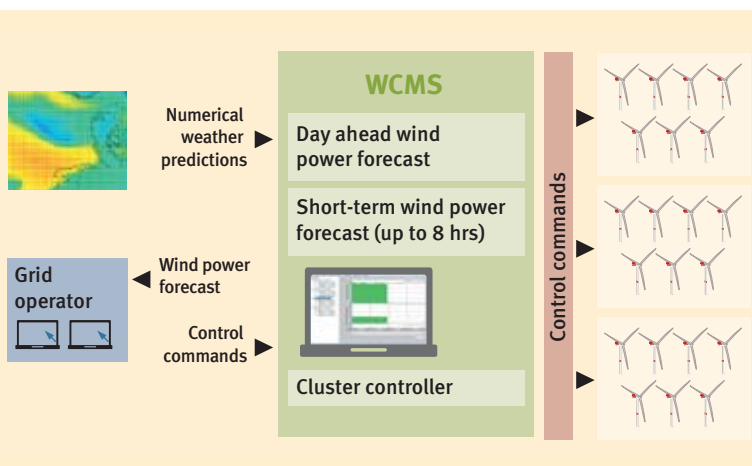 WCMS
Numerical
weather
predictions
Day ahead wind
power forecast
Short-term wind power
forecast (up to 8 hrs)
Grid
operator
Wind power
forecast
Control
commands
Cluster controller
Control commands